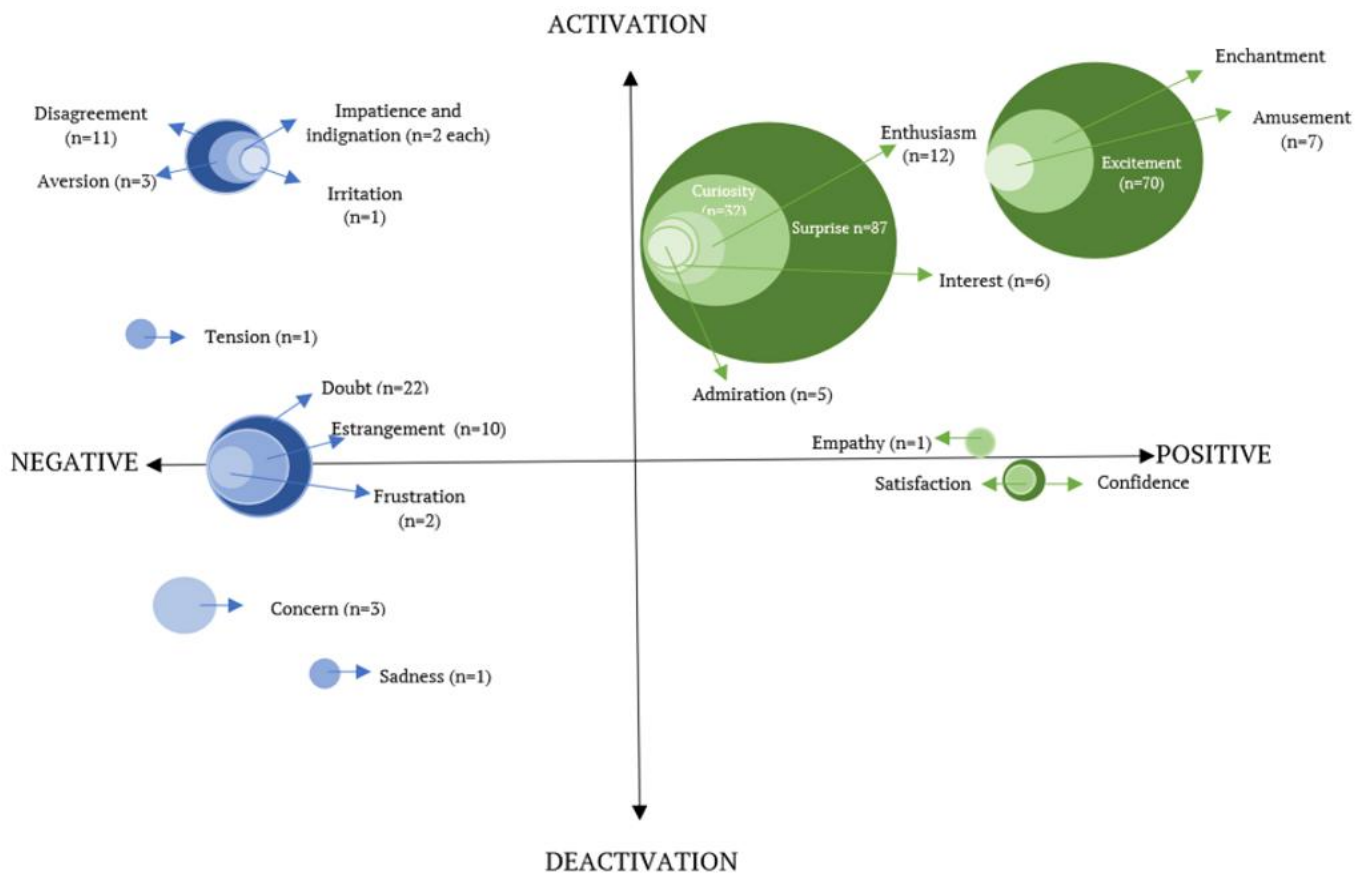 ACTIVATION
Enchantment
Disagreement
(n=11)
Impatience and
indignation (n=2 each)
Amusement
(n=7)
Enthusiasm
(n=12)
Excitement
(n=70)
Aversion (n=3)
Irritation
(n=1)
Curiosity
(n=32)
Surprise n=87
Interest (n=6)
Tension (n=1)
Doubt (n=22)
Admiration (n=5)
Estrangement (n=10)
Empathy (n=1)
NEGATIVE
POSITIVE
Satisfaction
Confidence
Frustration
(n=2)
Concern (n=3)
Sadness (n=1)
DEACTIVATION